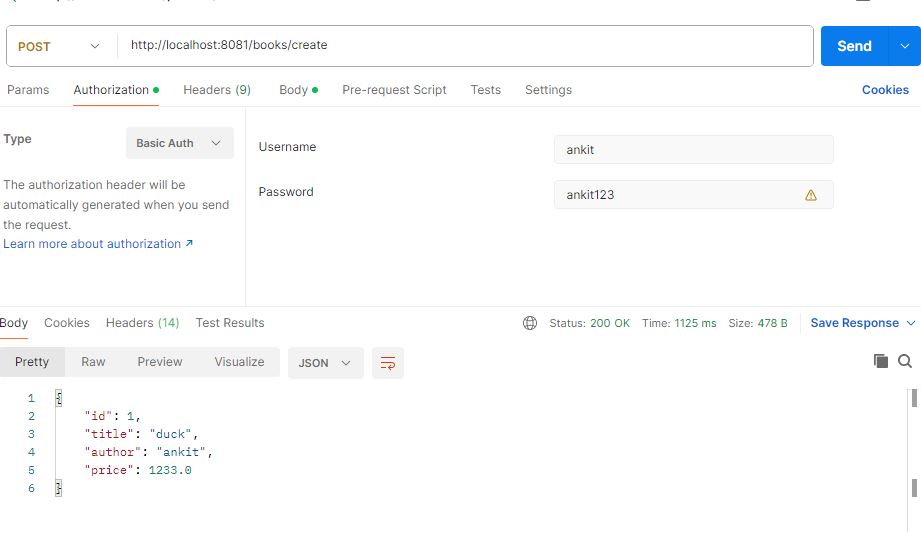 POST http://localhost:8081/books/create Send
Params Authorization Headers (9) Body Pre-request Script Tests Settings Cookies
Type Basic Auth
Username ankit
The authorization header will be
automatically generated when you send
the request.
Learn more about authorization ↗
Password ankit123
Body Cookies Headers (14) Test Results Status: 200 OK Time: 1125 ms Size: 478 B Save Response
Pretty Raw Preview Visualize JSON
1 {
2 "id": 1,
3 "title": "duck",
4 "author": "ankit",
5 "price": 1233.0
6 }